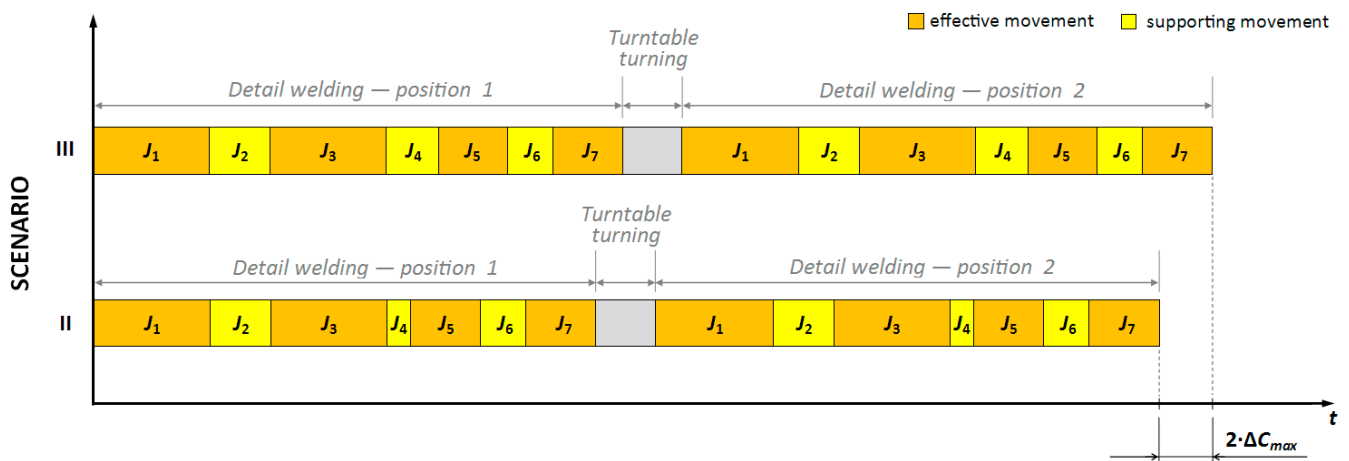 effective movement
supporting movement
Turntable
turning
Detail welding — position 1
Detail welding — position 2
III
J1 J2 J3 J4 J5 J6 J7 J1 J2 J3 J4 J5 J6 J7
Turntable
turning
Detail welding — position 1
Detail welding — position 2
II
J1 J2 J3 J4 J5 J6 J7 J1 J2 J3 J4 J5 J6 J7
SCENARIO
t
2·ΔCmax